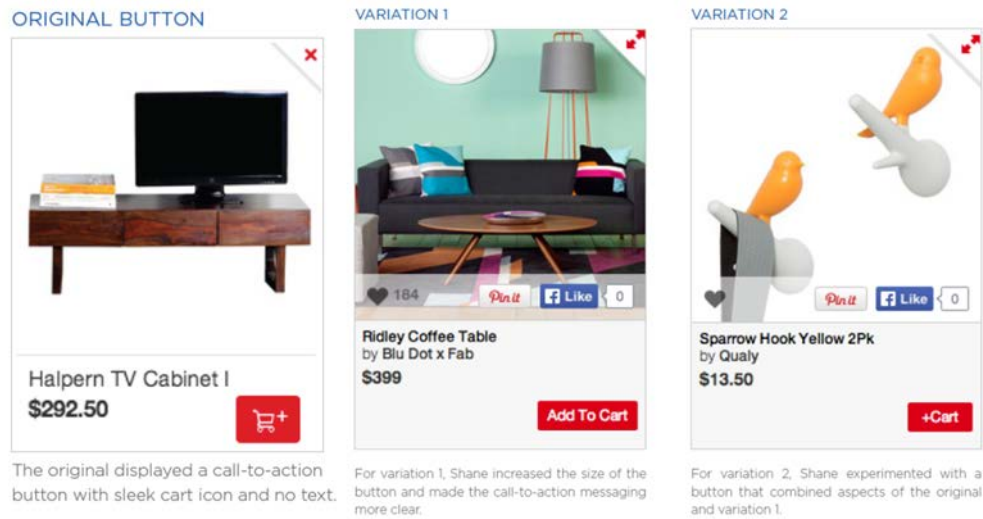 ORIGINAL BUTTON
Halpern TV Cabinet I
$292.50
The original displayed a call-to-action
button with sleek cart icon and no text.
VARIATION 1
184
Pin it
Like
0
Ridley Coffee Table
by Blu Dot x Fab
$399
Add To Cart
For variation 1, Shane increased the size of the
button and made the call-to-action messaging
more clear.
VARIATION 2
Pin it
Like
0
Sparrow Hook Yellow 2Pk
by Qualy
$13.50
+Cart
For variation 2, Shane experimented with a
button that combined aspects of the original
and variation 1.